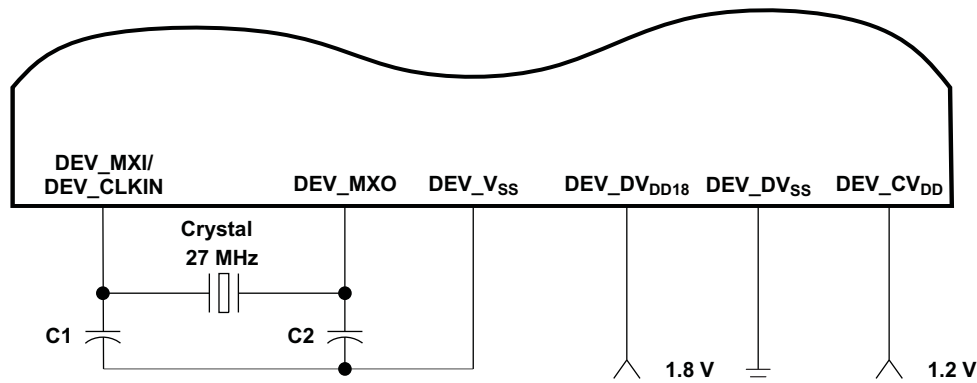 DEV_MXI/
DEV_CLKIN
DEV_MXO
DEV_VSS
DEV_DVDD18
DEV_DVSS
DEV_CVDD
Crystal
27 MHz
C1
C2
1.8 V
1.2 V